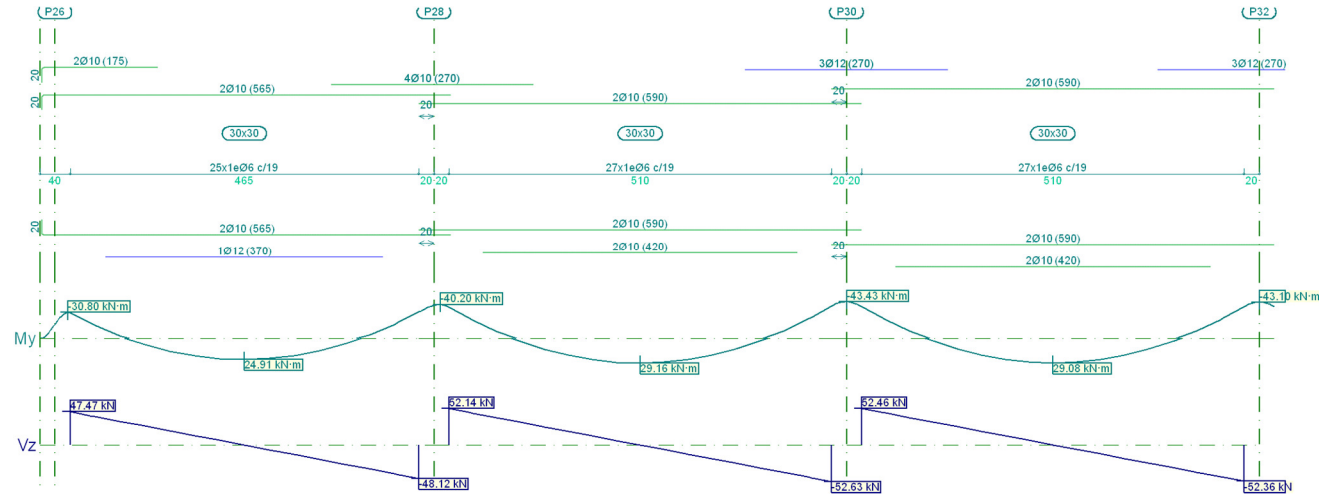 P26 P28 P30 P32
2Ø10 (175) 3Ø12 (270) 3Ø12 (270)
20
4Ø10 (270)
20 2Ø10 (565) 2Ø10 (590)
2Ø10 (590)
20 20
30x30 30x30 30x30
25x1eØ6 c/19 27x1eØ6 c/19 27x1eØ6 c/19
40 465 20 20 510 20 20 510 20
20 2Ø10 (565) 2Ø10 (590)
20 2Ø10 (590)
1Ø12 (370) 2Ø10 (420) 20
2Ø10 (420)
-30.80 kN·m -40.20 kN·m -43.43 kN·m -43.10 kN·m
My
24.91 kN·m 29.16 kN·m 29.08 kN·m
47.47 kN 52.14 kN 52.46 kN
Vz
-48.12 kN -52.63 kN -52.36 kN